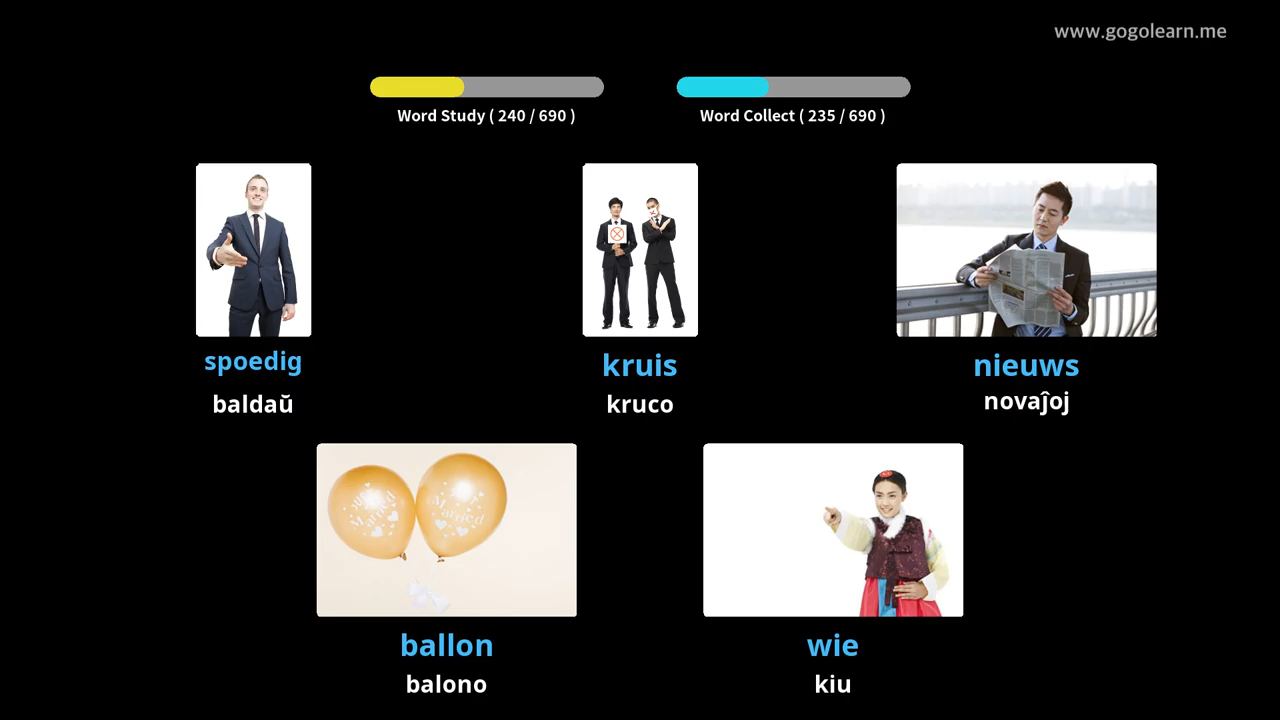 www.gogolearn.me
Word Study ( 240 / 690 )
Word Collect ( 235 / 690 )
spoedig
kruis
nieuws
baldaŭ
kruco
novaĵoj
ballon
wie
balono
kiu